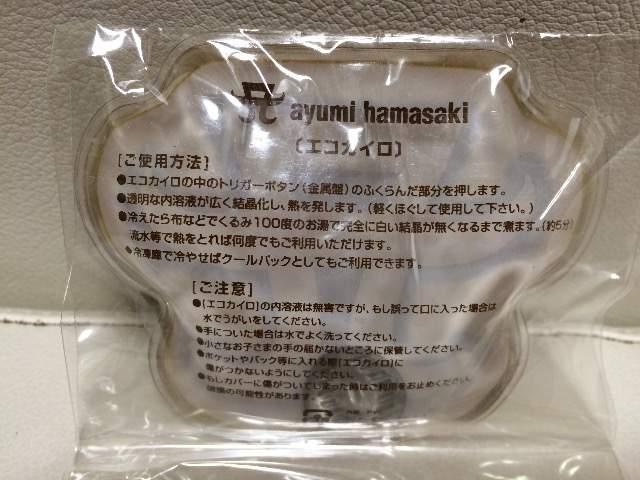 ayumi hamasaki
〔エコカイロ〕
[ご使用方法]
●エコカイロの中のトリガーボタン(金属盤)のふくらんだ部分を押します。
●透明な内溶液が広く結晶化し、熱を発します。(軽くほぐして使用して下さい。)
●冷えたら布などでくるみ100度のお湯で完全に白い結晶が無くなるまで煮ます。(約5分)
流水等で熱をとれば何度でもご利用いただけます。
●冷凍庫で冷やせばクールパックとしてもご利用できます。
[ご注意]
●[エコカイロ]の内溶液は無害ですが、もし誤って口に入った場合は
水でうがいをしてください。
●手についた場合は水でよく洗ってください。
●小さなお子さまの手の届かないところに保管してください。
●ポケットやバック等に入れる際[エコカイロ]に
傷がつかないようにしてください。
●もしカバーに傷がついてしまった時はご利用をお止めください。
破損の可能性があります。